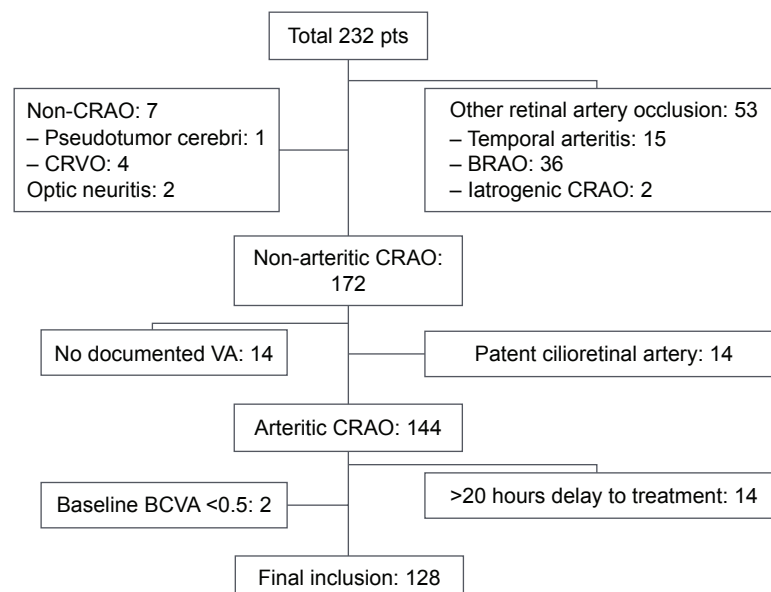 Total 232 pts
Non-CRAO: 7
– Pseudotumor cerebri: 1
– CRVO: 4
Optic neuritis: 2
Other retinal artery occlusion: 53
– Temporal arteritis: 15
– BRAO: 36
– Iatrogenic CRAO: 2
Non-arteritic CRAO:
172
No documented VA: 14
Patent cilioretinal artery: 14
Arteritic CRAO: 144
Baseline BCVA <0.5: 2
>20 hours delay to treatment: 14
Final inclusion: 128